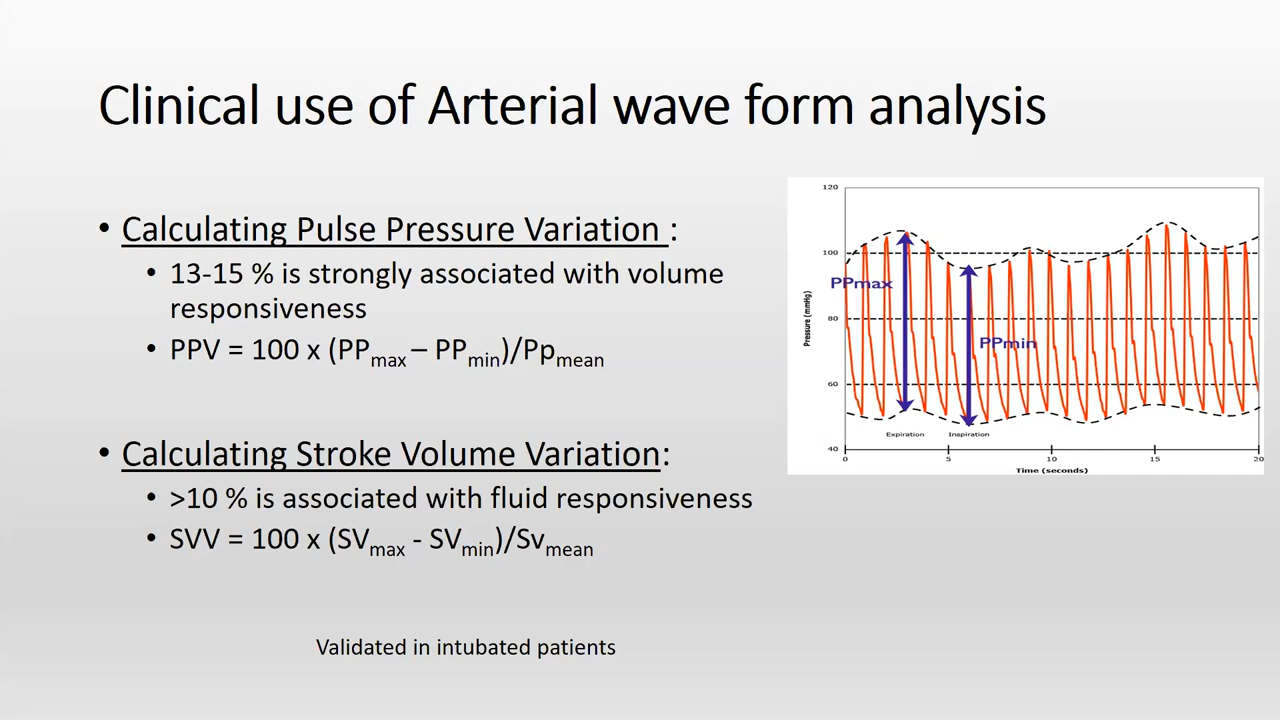 Clinical use of Arterial wave form analysis
• Calculating Pulse Pressure Variation :
• 13-15 % is strongly associated with volume
responsiveness
• PPV = 100 x (PPmax – PPmin)/Ppmean
• Calculating Stroke Volume Variation:
• >10 % is associated with fluid responsiveness
• SVV = 100 x (SVmax - SVmin)/Svmean
Validated in intubated patients
120
100
80
60
40
Pressure (mmHg)
PPmax
PPmin
Expiration
Inspiration
0
5
10
15
20
Time (seconds)